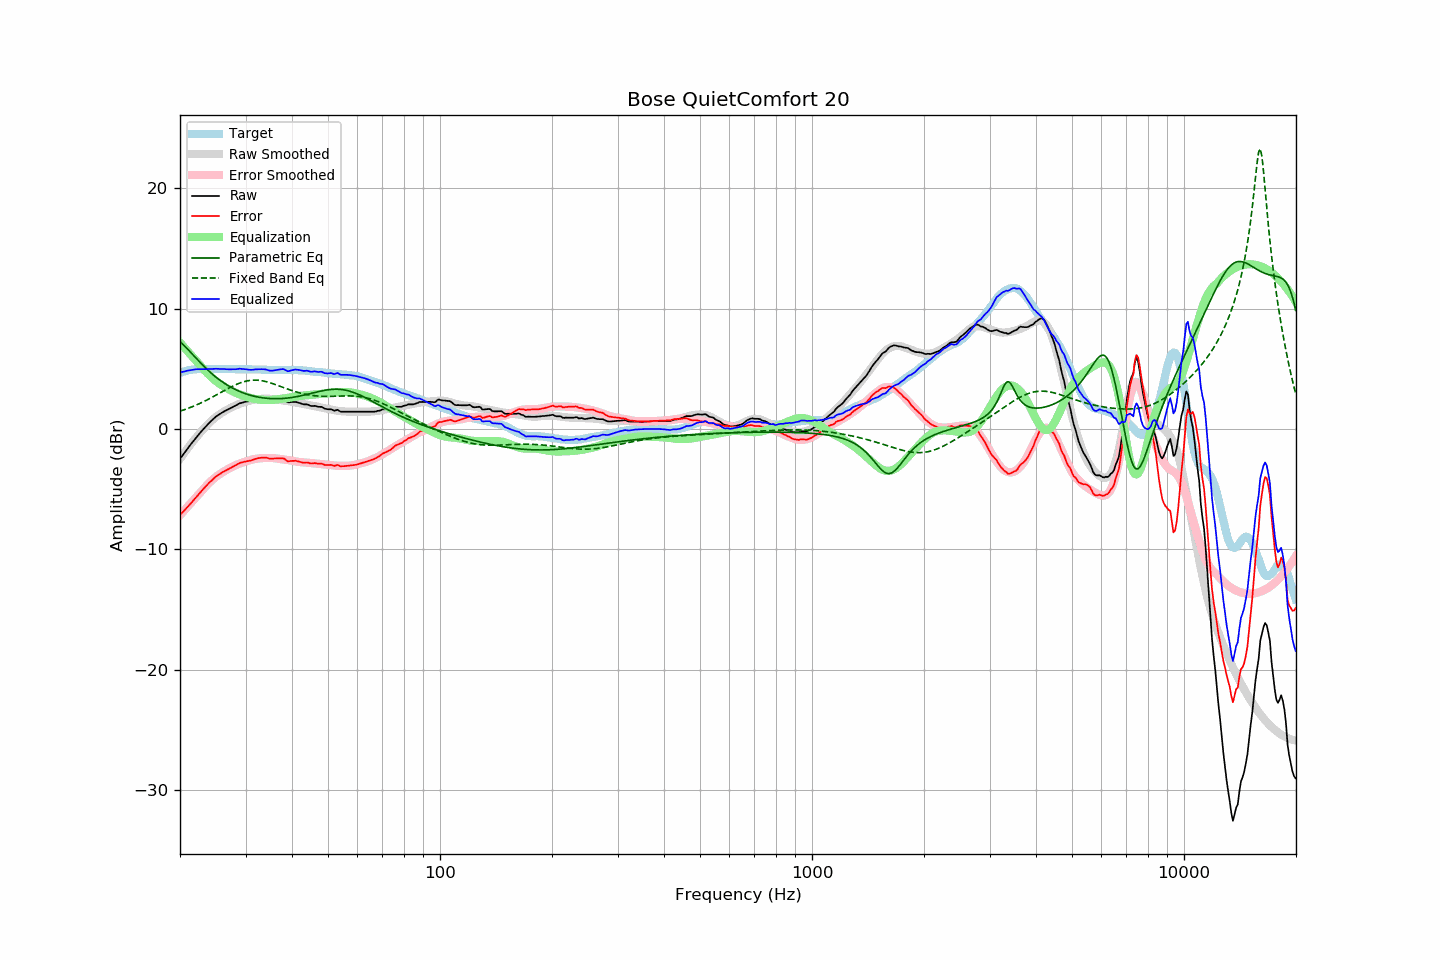 Bose QuietComfort 20
Target
Raw Smoothed
Error Smoothed
Raw
Error
Equalization
Parametric Eq
Fixed Band Eq
Equalized
20
10
0
−10
−20
−30
Amplitude (dBr)
100 1000 10000
Frequency (Hz)